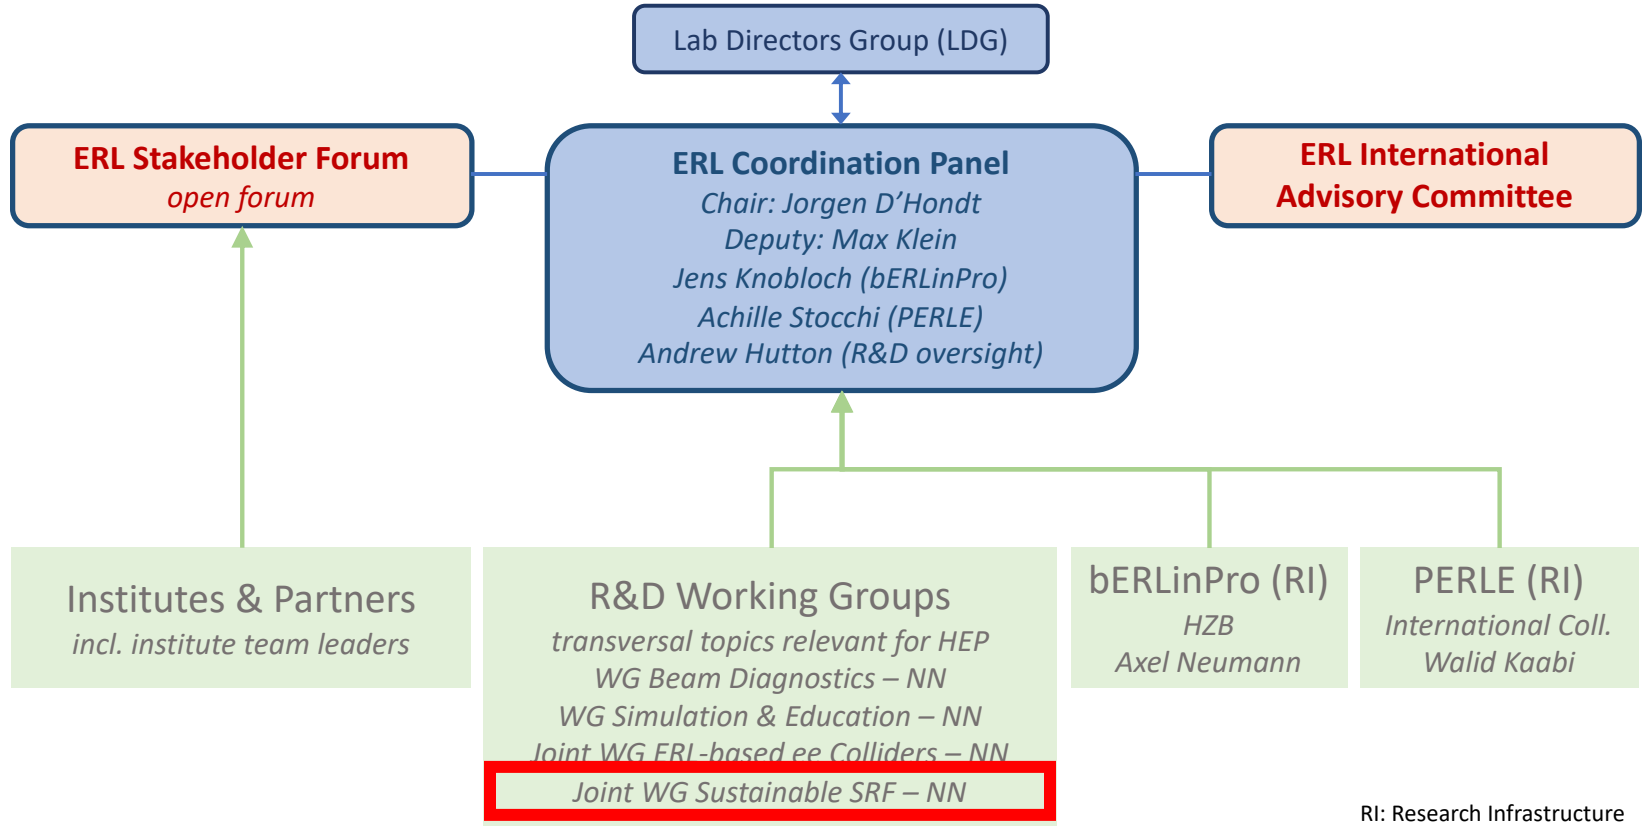 Lab Directors Group (LDG)
ERL Stakeholder Forum
open forum
ERL Coordination Panel
Chair: Jorgen D'Hondt
Deputy: Max Klein
Jens Knobloch (bERLinPro)
Achille Stocchi (PERLE)
Andrew Hutton (R&D oversight)
ERL International
Advisory Committee
Institutes & Partners
incl. institute team leaders
R&D Working Groups
transversal topics relevant for HEP
WG Beam Diagnostics – NN
WG Simulation & Education – NN
Joint WG ERL-based ee Colliders – NN
Joint WG Sustainable SRF – NN
bERLinPro (RI)
HZB
Axel Neumann
PERLE (RI)
International Coll.
Walid Kaabi
RI: Research Infrastructure